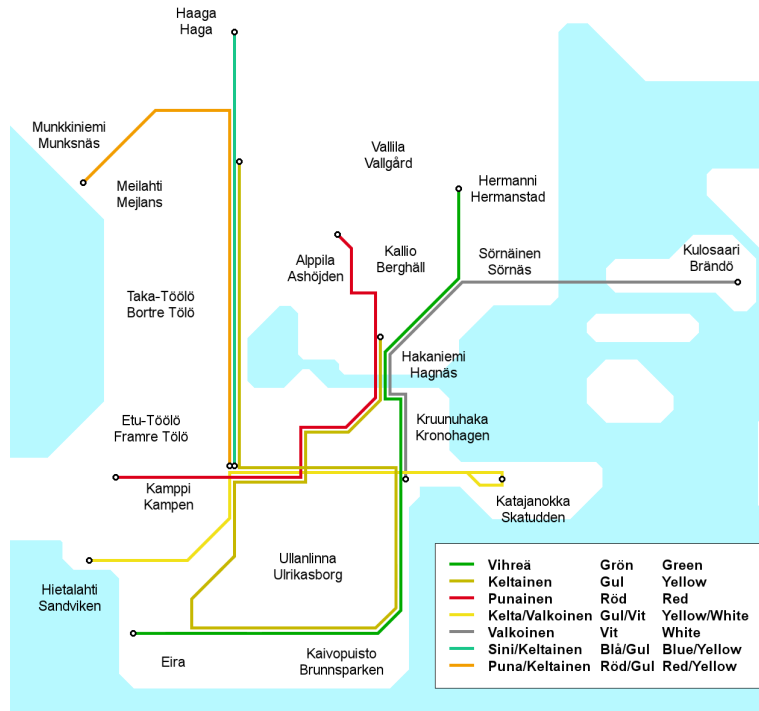 Haaga
Haga
Munkkiniemi
Munksnäs
Vallila
Vallgård
Meilahti
Mejlans
Hermanni
Hermanstad
Alppila
Ashöjden
Kallio
Berghäll
Sörnäinen
Sörnäs
Kulosaari
Brändö
Taka-Töölö
Bortre Tölö
Hakaniemi
Hagnäs
Etu-Töölö
Framre Tölö
Kruunuhaka
Kronohagen
Kamppi
Kampen
Katajanokka
Skatudden
Ullanlinna
Ulrikasborg
Hietalahti
Sandviken
Eira
Kaivopuisto
Brunnsparken
Vihreä Grön Green
Keltainen Gul Yellow
Punainen Röd Red
Kelta/Valkoinen Gul/Vit Yellow/White
Valkoinen Vit White
Sini/Keltainen Blå/Gul Blue/Yellow
Puna/Keltainen Röd/Gul Red/Yellow